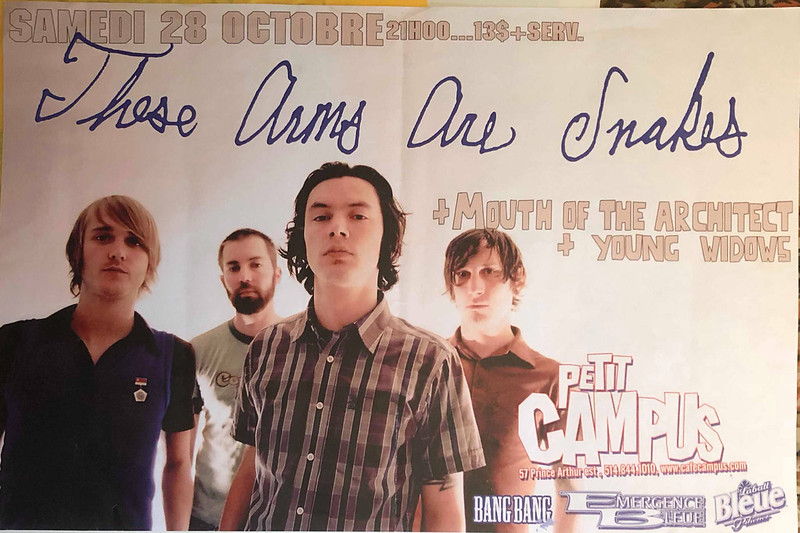 SAMEDI 28 OCTOBRE 21H00...13$+SERV.
These Arms Are Snakes
+ MOUTH OF THE ARCHITECT
+ YOUNG WIDOWS
PETIT
CAMPUS
57 Prince Arthur est., 514.844.1010, www.cafecampus.com
BANG BANG
EMERGENCE
BLEUE
Labatt
Bleue